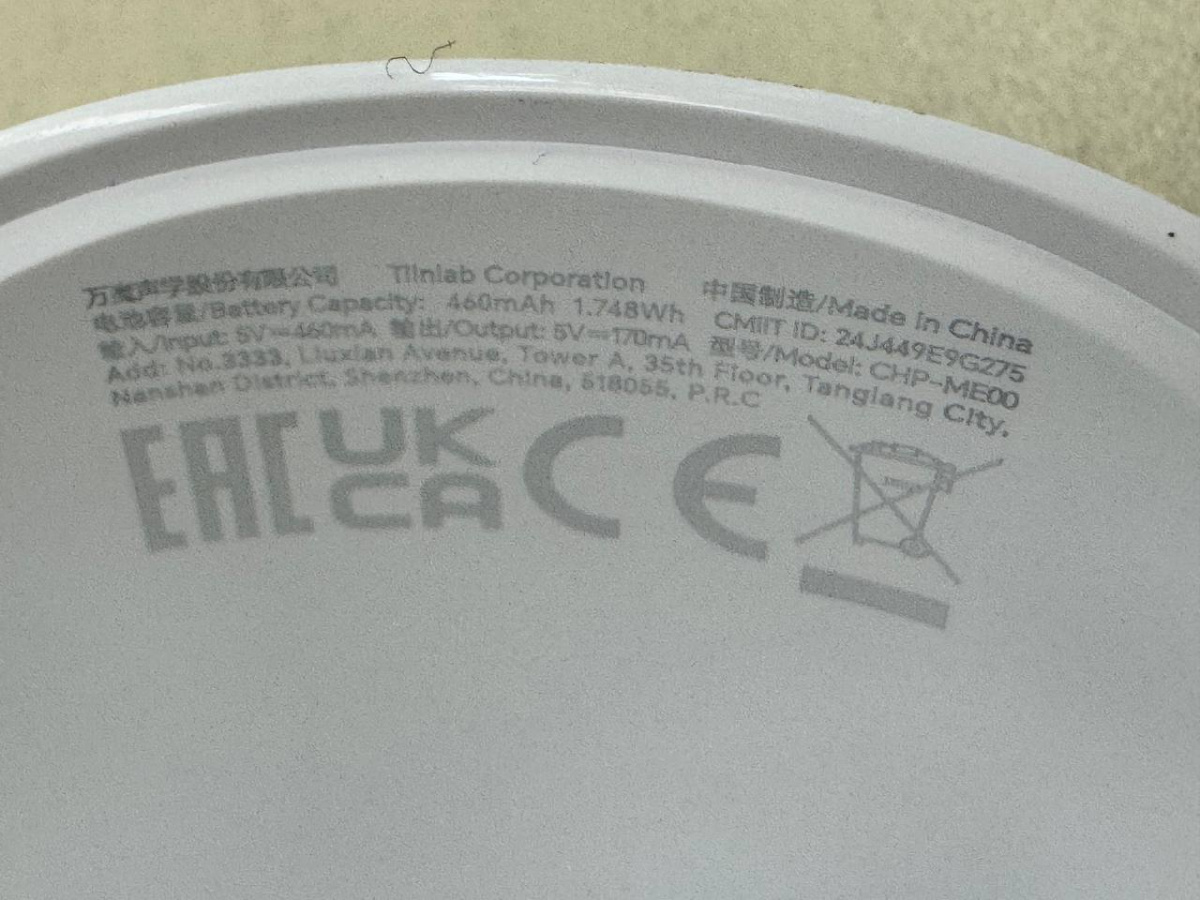 万魔声学股份有限公司 Tiinlab Corporation 中国制造/Made in China
电池容量/Battery Capacity: 460mAh 1.748Wh CMIIT ID: 24J449E9G275
输入/Input: 5V⎓460mA 输出/Output: 5V⎓170mA 型号/Model: CHP-ME00
Add: No.3333, Liuxian Avenue, Tower A, 35th Floor, Tanglang City,
Nanshan District, Shenzhen, China, 518055, P.R.C
EAC UK CA CE